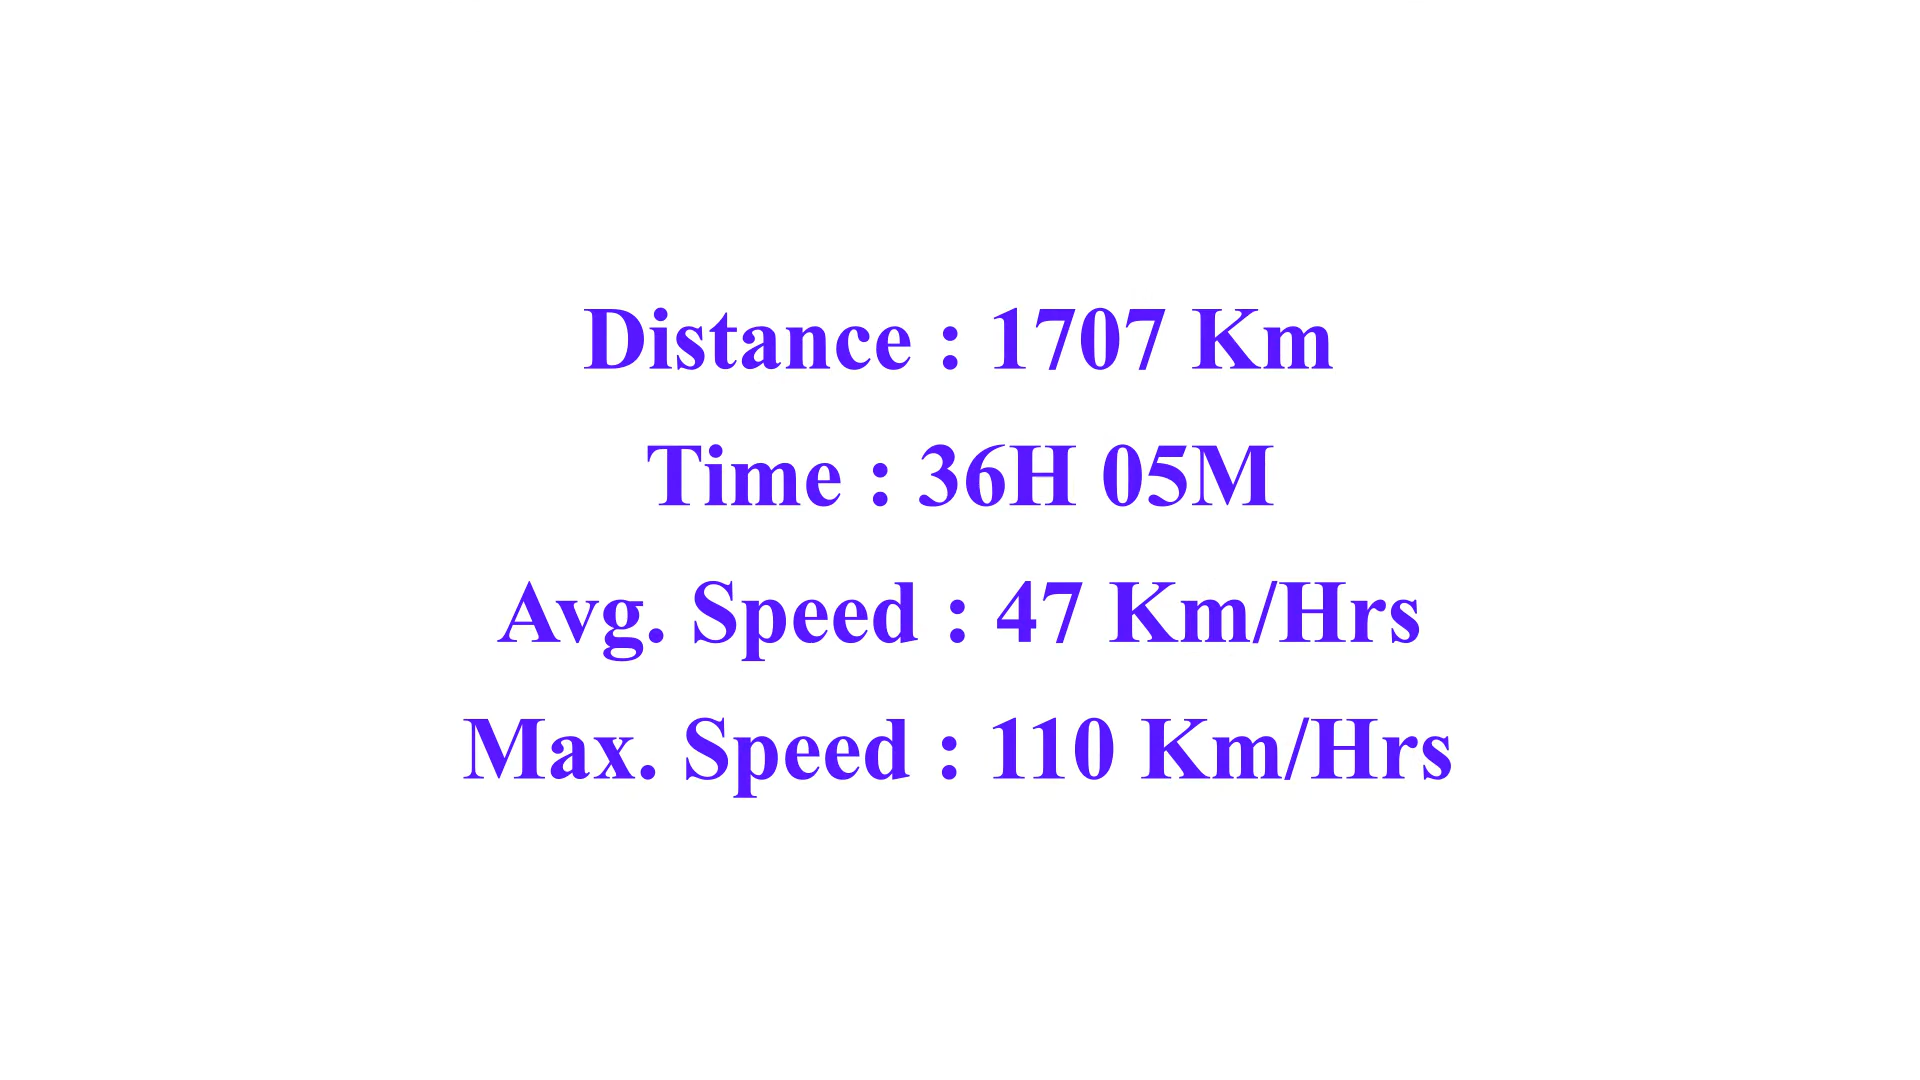 Distance : 1707 Km
Time : 36H 05M
Avg. Speed : 47 Km/Hrs
Max. Speed : 110 Km/Hrs